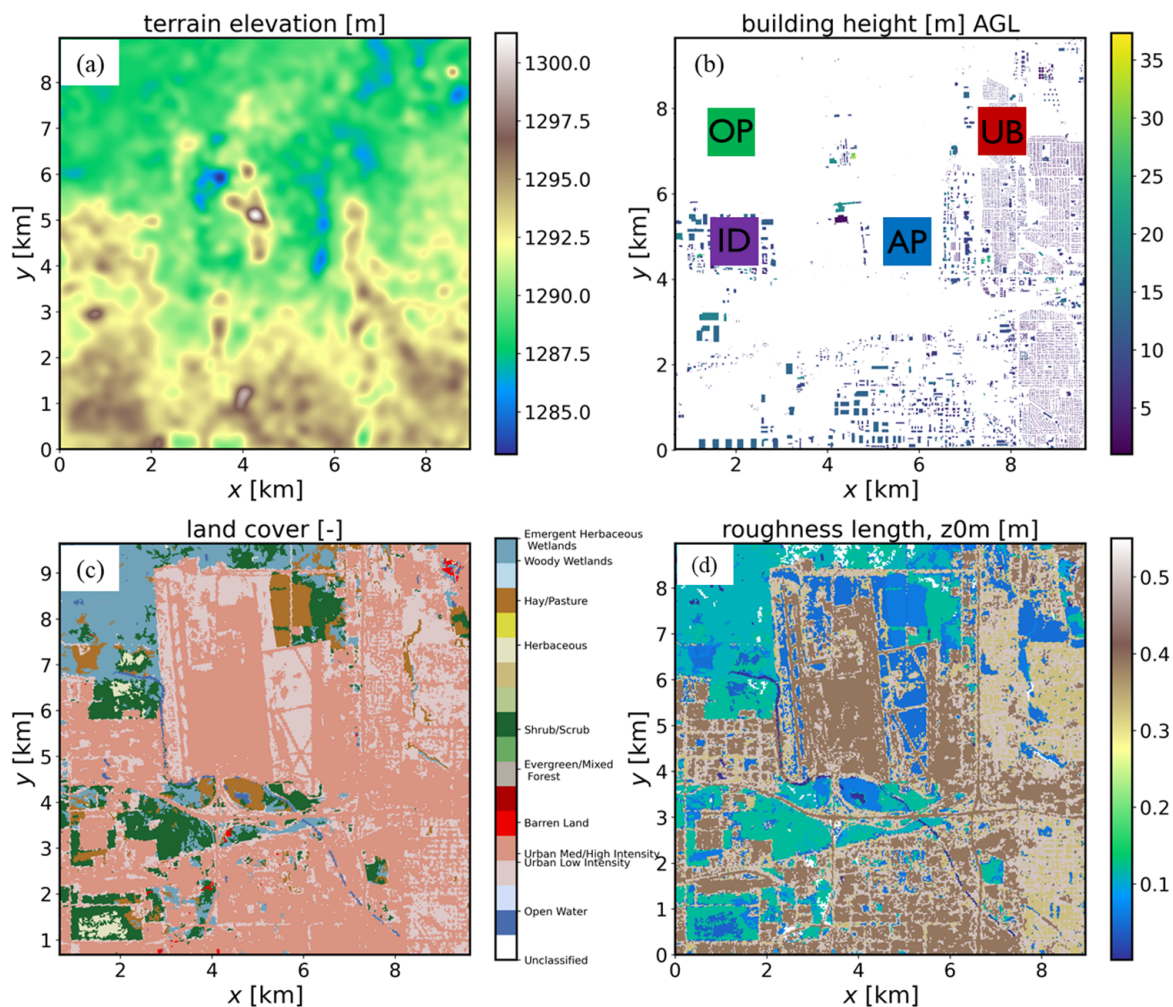 terrain elevation [m]
(a)
y [km]
8
7
6
5
4
3
2
1
0
0
2
4
6
8
x [km]
1300.0
1297.5
1295.0
1292.5
1290.0
1287.5
1285.0
building height [m] AGL
(b)
OP
UB
ID
AP
y [km]
8
6
4
2
0
2
4
6
8
x [km]
35
30
25
20
15
10
5
land cover [-]
(c)
y [km]
9
8
7
6
5
4
3
2
1
2
4
6
8
x [km]
Emergent Herbaceous
Wetlands
Woody Wetlands
Hay/Pasture
Herbaceous
Shrub/Scrub
Evergreen/Mixed
Forest
Barren Land
Urban Med/High Intensity
Urban Low Intensity
Open Water
Unclassified
roughness length, z0m [m]
(d)
y [km]
8
7
6
5
4
3
2
1
0
0
2
4
6
8
x [km]
0.5
0.4
0.3
0.2
0.1